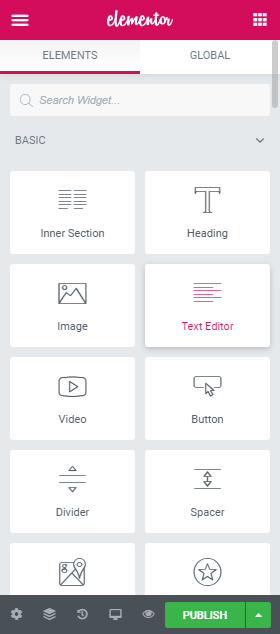 elementor
ELEMENTS GLOBAL
Search Widget...
BASIC
Inner Section Heading
Image Text Editor
Video Button
Divider Spacer
PUBLISH